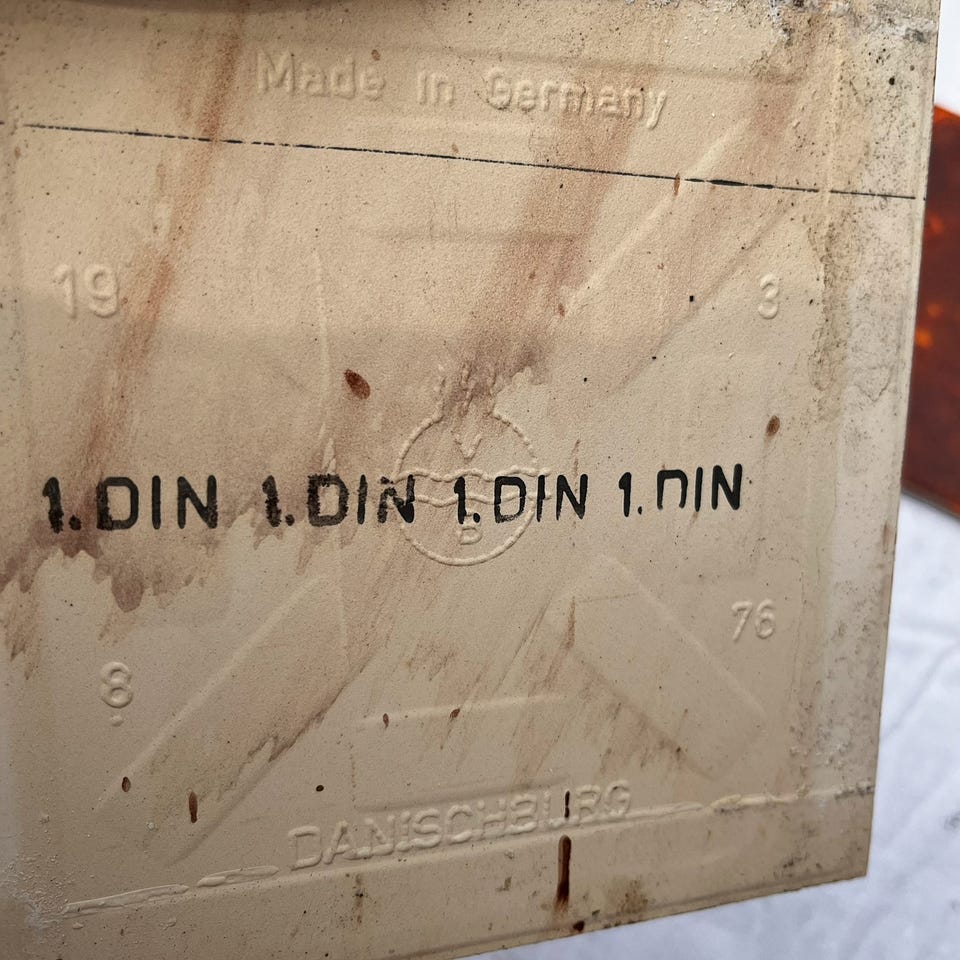 Made in Germany
19 3
V
1.DIN 1.DIN 1.DIN 1.DIN
B
76
8
DANISCHBURG